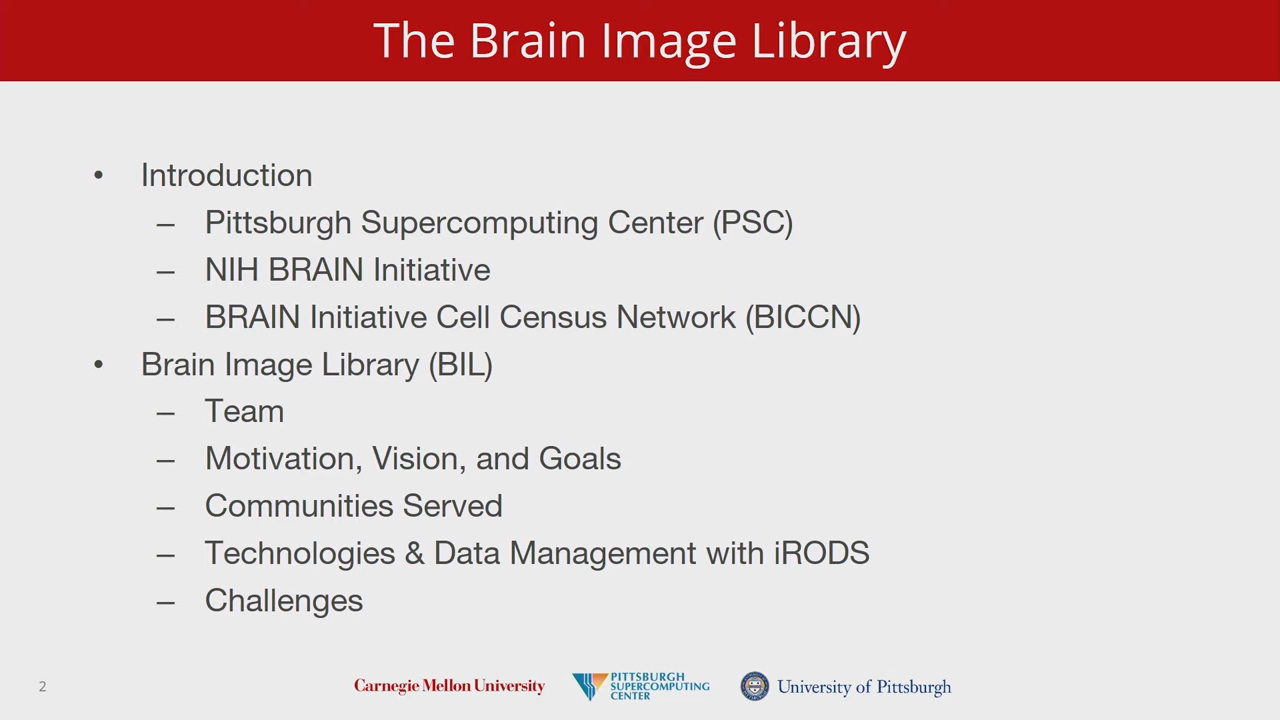 The Brain Image Library
• Introduction
– Pittsburgh Supercomputing Center (PSC)
– NIH BRAIN Initiative
– BRAIN Initiative Cell Census Network (BICCN)
• Brain Image Library (BIL)
– Team
– Motivation, Vision, and Goals
– Communities Served
– Technologies & Data Management with iRODS
– Challenges
2
Carnegie Mellon University
PITTSBURGH
SUPERCOMPUTING
CENTER
University of Pittsburgh